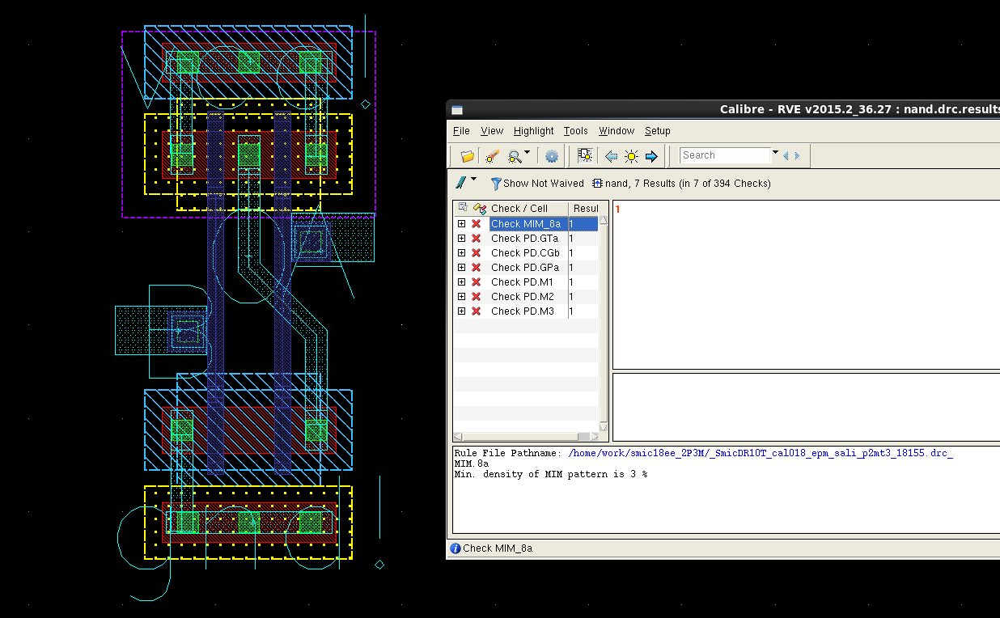 Calibre - RVE v2015.2_36.27 : nand.drc.results
File View Highlight Tools Window Setup
Search
Show Not Waived nand, 7 Results (in 7 of 394 Checks)
Check / Cell Resul
Check MIM_8a 1
Check PD.GTa 1
Check PD.CGb 1
Check PD.GPa 1
Check PD.M1 1
Check PD.M2 1
Check PD.M3 1
1
Rule File Pathname: /home/work/smic18ee_2P3M/_SmicDR10T_cal018_epm_sali_p2mt3_18155.drc_
MIM.8a
Min. density of MIM pattern is 3 %
Check MIM_8a